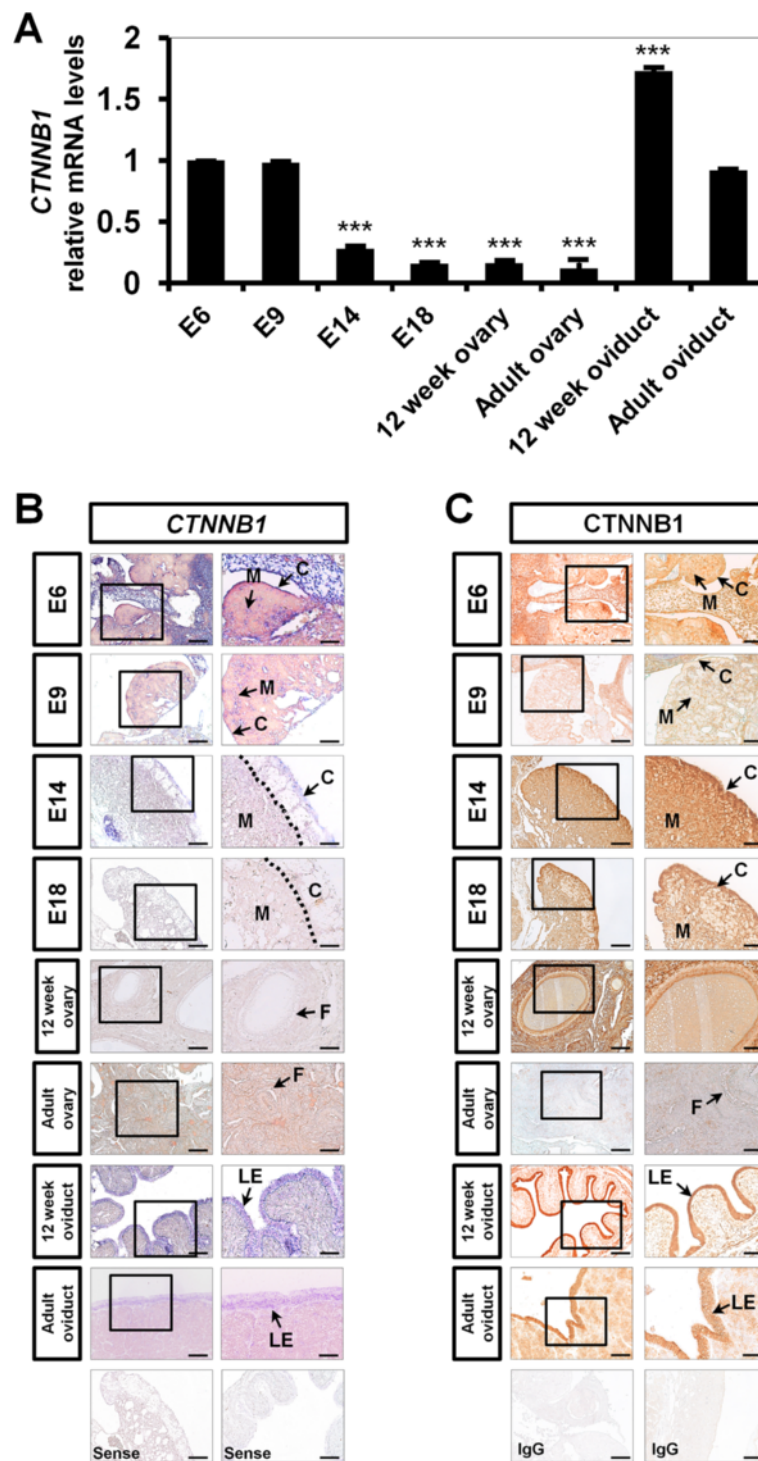 A
CTNNB1
relative mRNA levels
2
1.5
1
0.5
0
***
***
***
***
***
E6
E9
E14
E18
12 week ovary
Adult ovary
12 week oviduct
Adult oviduct
B
CTNNB1
E6
M
C
E9
M
C
E14
C
M
E18
C
M
12 week
ovary
F
Adult
ovary
F
12 week
oviduct
LE
Adult
oviduct
LE
Sense
Sense
C
CTNNB1
E6
M
C
E9
C
M
E14
C
M
E18
C
M
12 week
ovary
Adult
ovary
F
12 week
oviduct
LE
Adult
oviduct
LE
IgG
IgG